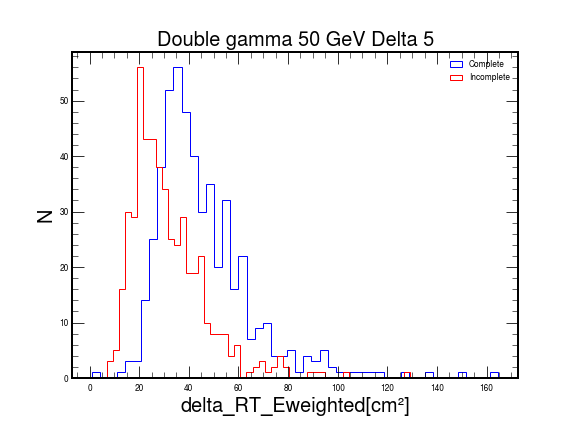 Double gamma 50 GeV Delta 5
Complete
Incomplete
N
50
40
30
20
10
0
0 20 40 60 80 100 120 140 160
delta_RT_Eweighted[cm²]